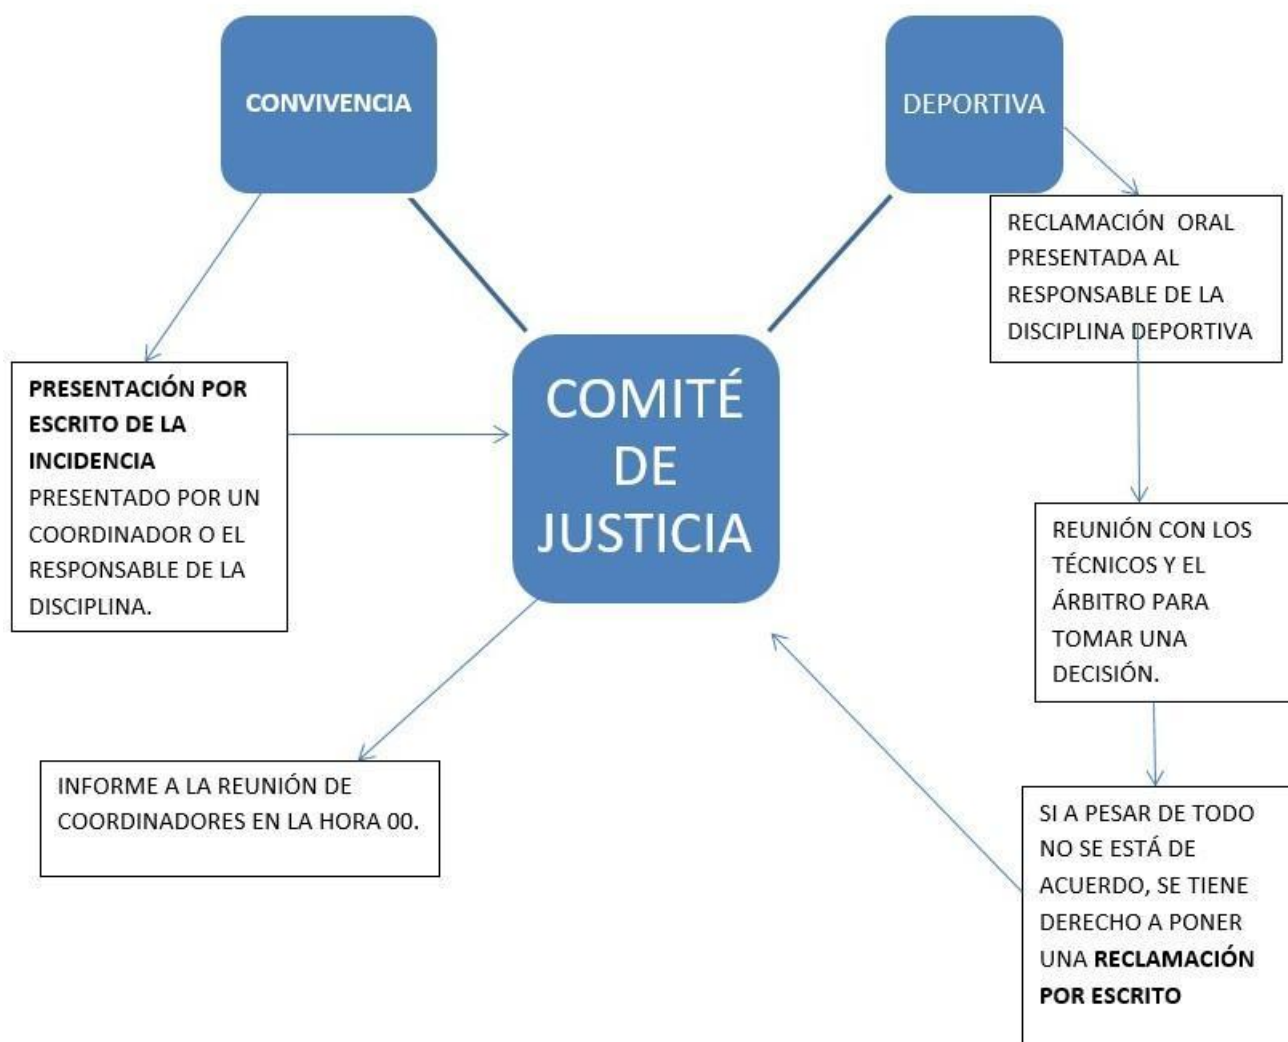 CONVIVENCIA
DEPORTIVA
RECLAMACIÓN ORAL
PRESENTADA AL
RESPONSABLE DE LA
DISCIPLINA DEPORTIVA
COMITÉ
DE
JUSTICIA
PRESENTACIÓN POR
ESCRITO DE LA
INCIDENCIA
PRESENTADO POR UN
COORDINADOR O EL
RESPONSABLE DE LA
DISCIPLINA.
REUNIÓN CON LOS
TÉCNICOS Y EL
ÁRBITRO PARA
TOMAR UNA
DECISIÓN.
INFORME A LA REUNIÓN DE
COORDINADORES EN LA HORA 00.
SI A PESAR DE TODO
NO SE ESTÁ DE
ACUERDO, SE TIENE
DERECHO A PONER
UNA RECLAMACIÓN
POR ESCRITO